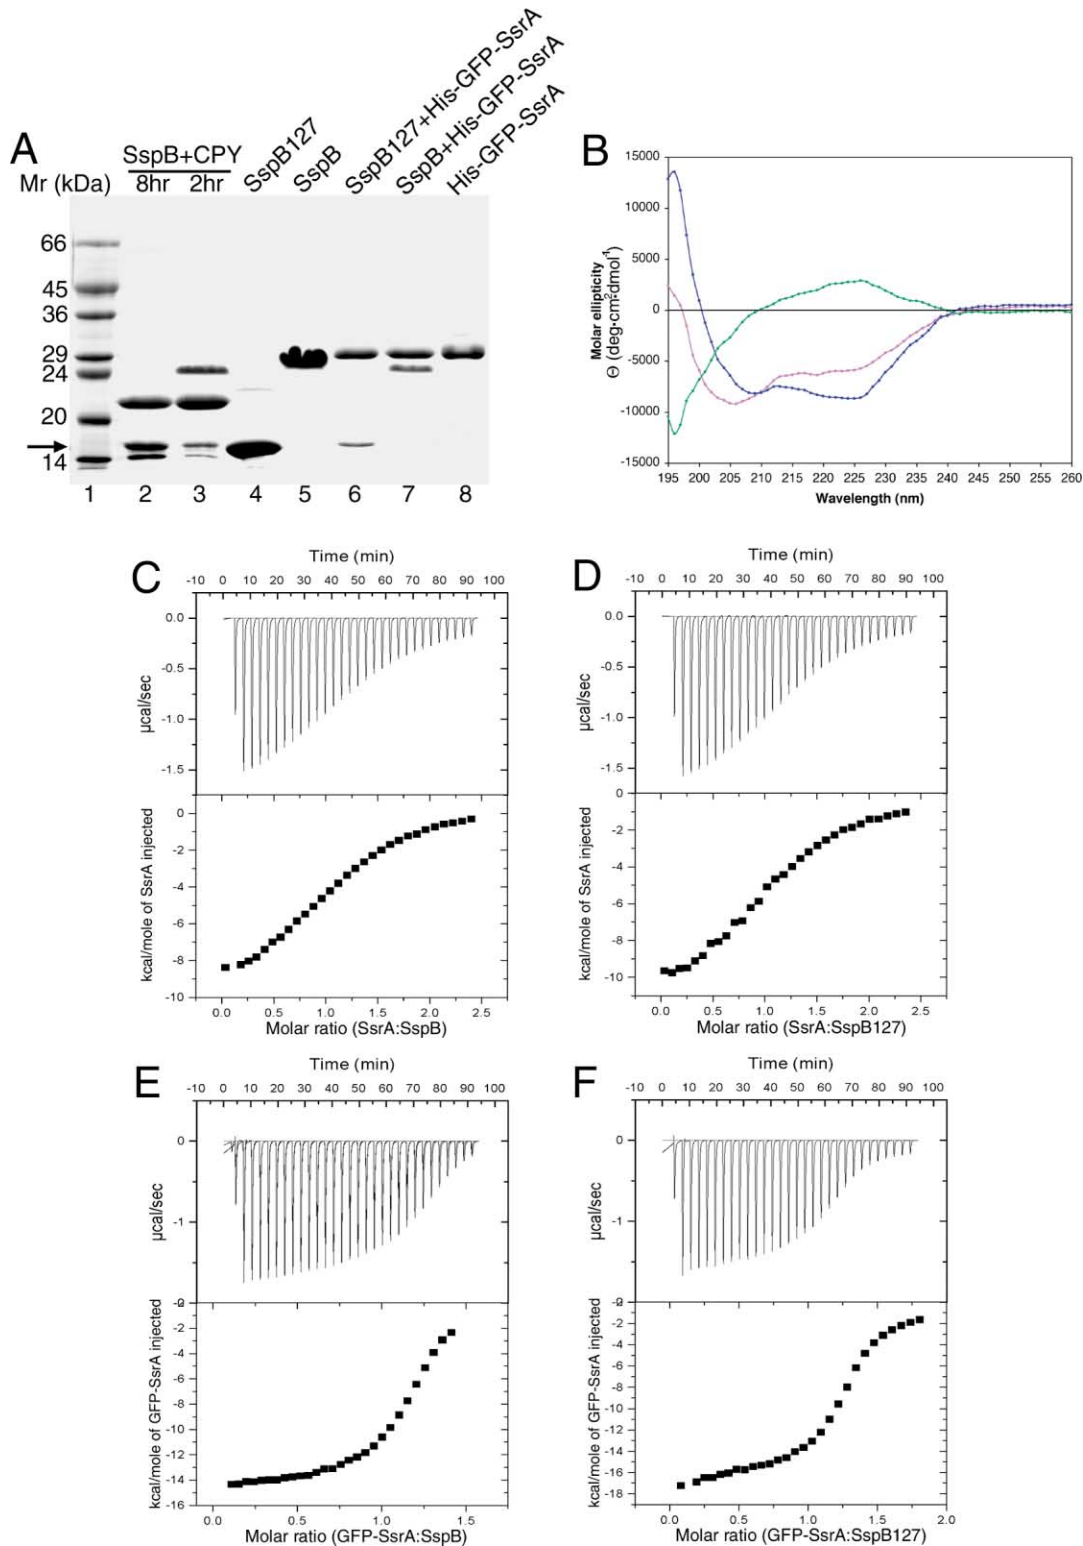 A
SspB+CPY
Mr (kDa)
8hr 2hr SspB127 SspB SspB127+His-GFP-SsrA SspB+His-GFP-SsrA His-GFP-SsrA
66
45
36
29
24
20
14
1 2 3 4 5 6 7 8
B
15000
10000
5000
0
-5000
-10000
-15000
Molar ellipticity
Θ (deg·cm²dmol⁻¹)
195 200 205 210 215 220 225 230 235 240 245 250 255 260
Wavelength (nm)
C
Time (min)
-10 0 10 20 30 40 50 60 70 80 90 100
0.0
-0.5
-1.0
-1.5
µcal/sec
0
-2
-4
-6
-8
-10
kcal/mole of SsrA injected
0.0 0.5 1.0 1.5 2.0 2.5
Molar ratio (SsrA:SspB)
D
Time (min)
-10 0 10 20 30 40 50 60 70 80 90 100
0.0
-0.5
-1.0
-1.5
µcal/sec
0
-2
-4
-6
-8
-10
kcal/mole of SsrA injected
0.0 0.5 1.0 1.5 2.0 2.5
Molar ratio (SsrA:SspB127)
E
Time (min)
-10 0 10 20 30 40 50 60 70 80 90 100
0
-1
µcal/sec
-2
-4
-6
-8
-10
-12
-14
-16
kcal/mole of GFP-SsrA injected
0.0 0.5 1.0 1.5
Molar ratio (GFP-SsrA:SspB)
F
Time (min)
-10 0 10 20 30 40 50 60 70 80 90 100
0
-1
µcal/sec
-2
-4
-6
-8
-10
-12
-14
-16
-18
kcal/mole of GFP-SsrA injected
0.0 0.5 1.0 1.5 2.0
Molar ratio (GFP-SsrA:SspB127)